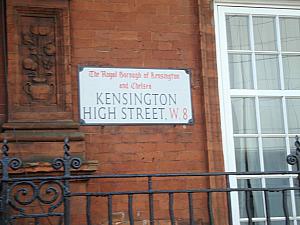 The Royal Borough of Kensington
and Chelsea
KENSINGTON
HIGH STREET. W.8